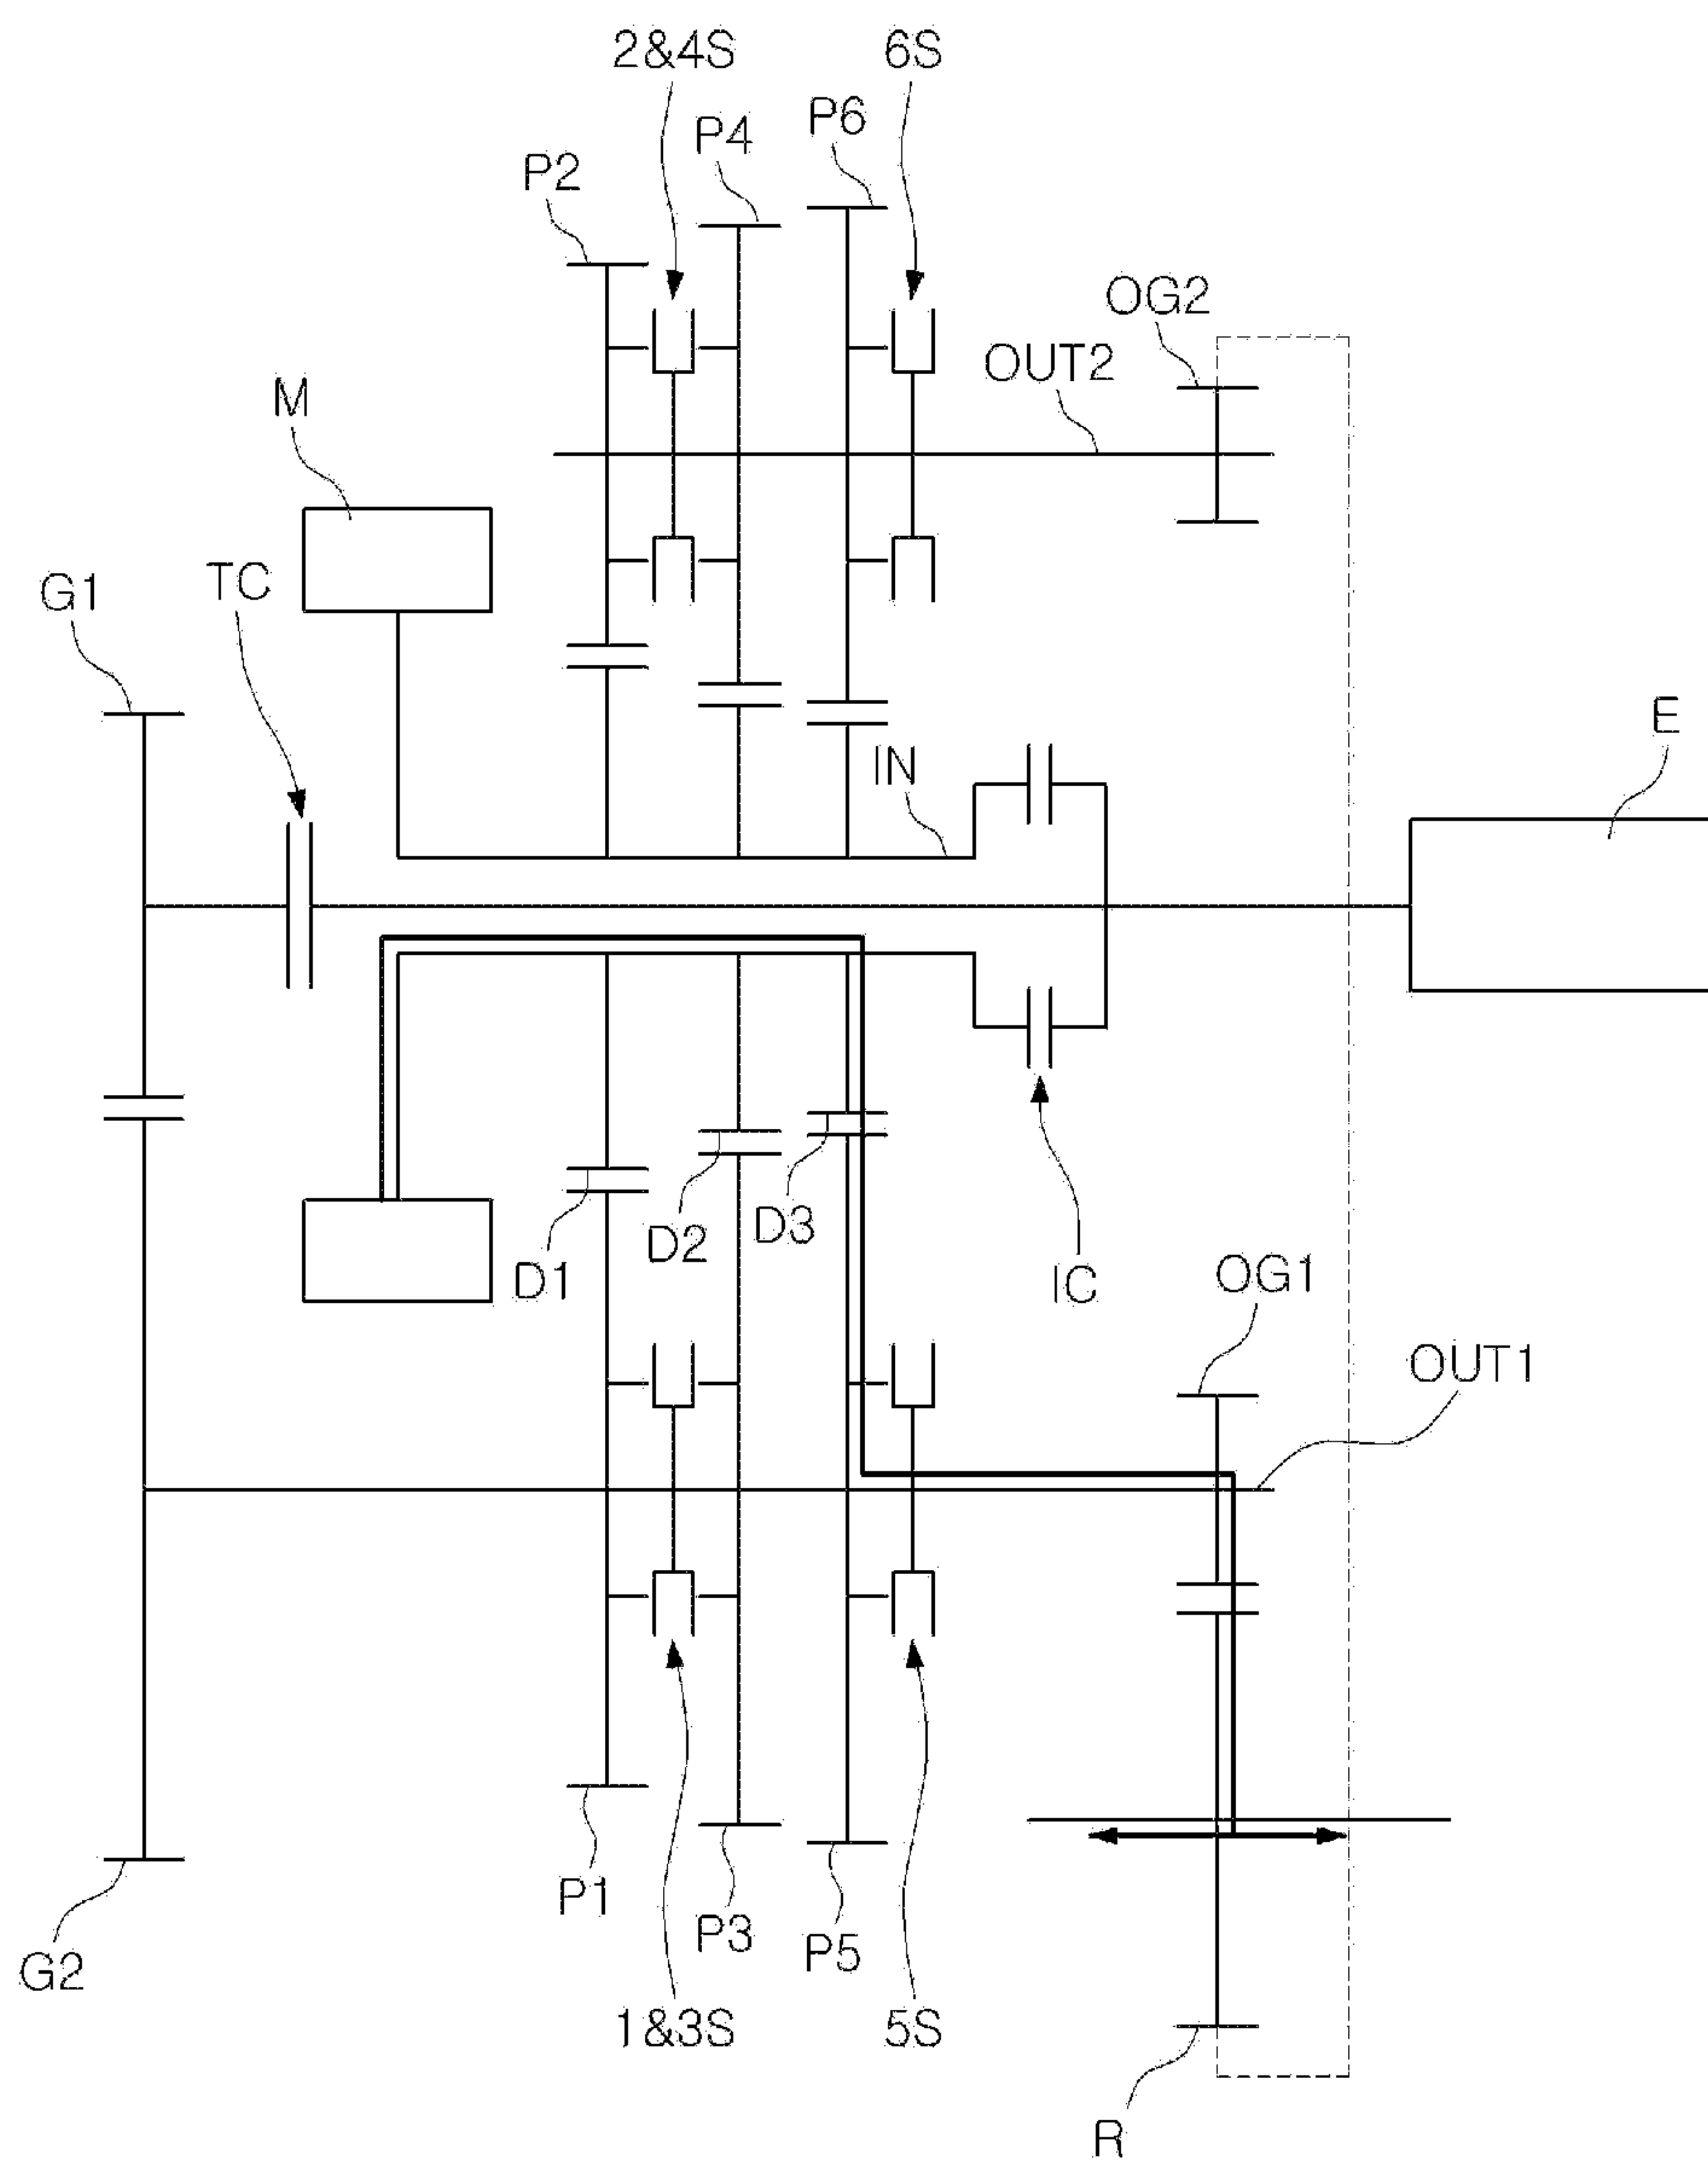 2&4S
6S
P6
P4
P2
OG2
OUT2
M
TC
G1
E
IN
D3
D2
D1
IC
OG1
OUT1
P1
P3
P5
G2
1&3S
5S
R